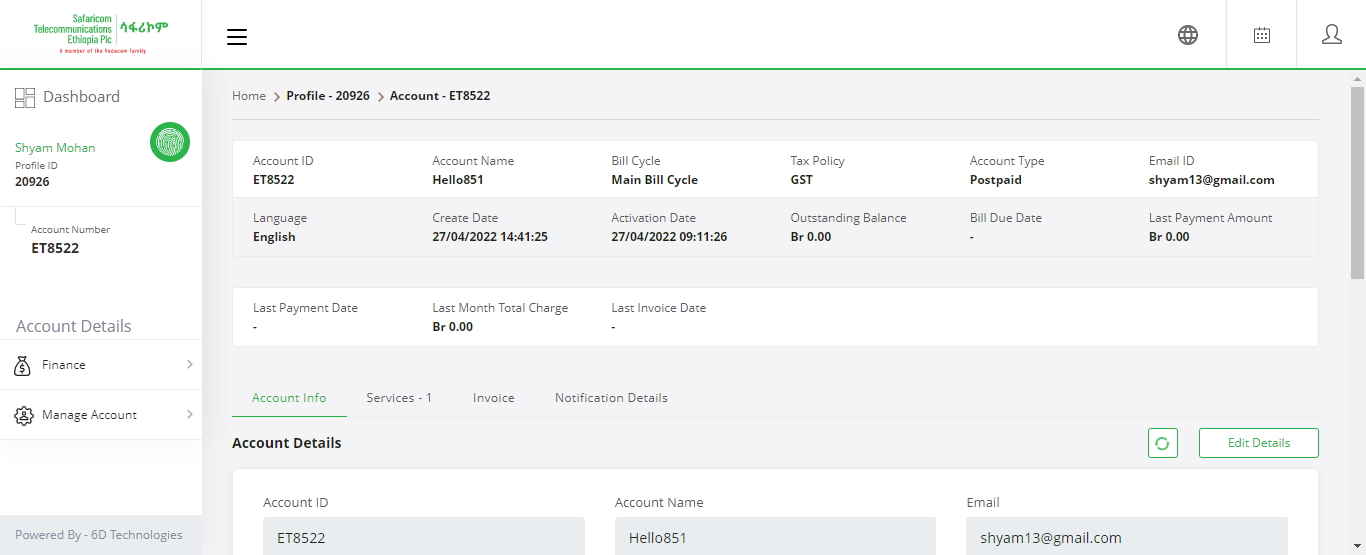 Safaricom
Telecommunications
Ethiopia Plc
ሳፋሪኮም
A member of the Vodacom family
Dashboard
Shyam Mohan
Profile ID
20926
Account Number
ET8522
Account Details
Finance
Manage Account
Powered By - 6D Technologies
Home > Profile - 20926 > Account - ET8522
Account ID Account Name Bill Cycle Tax Policy Account Type Email ID
ET8522 Hello851 Main Bill Cycle GST Postpaid shyam13@gmail.com
Language Create Date Activation Date Outstanding Balance Bill Due Date Last Payment Amount
English 27/04/2022 14:41:25 27/04/2022 09:11:26 Br 0.00 - Br 0.00
Last Payment Date Last Month Total Charge Last Invoice Date
- Br 0.00 -
Account Info Services - 1 Invoice Notification Details
Account Details Edit Details
Account ID Account Name Email
ET8522 Hello851 shyam13@gmail.com